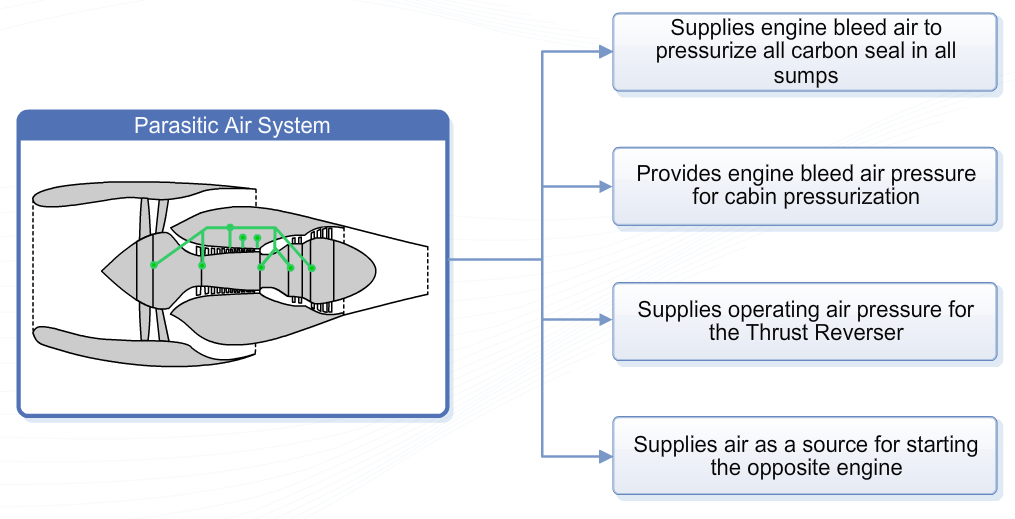 Parasitic Air System
Supplies engine bleed air to
pressurize all carbon seal in all
sumps
Provides engine bleed air pressure
for cabin pressurization
Supplies operating air pressure for
the Thrust Reverser
Supplies air as a source for starting
the opposite engine